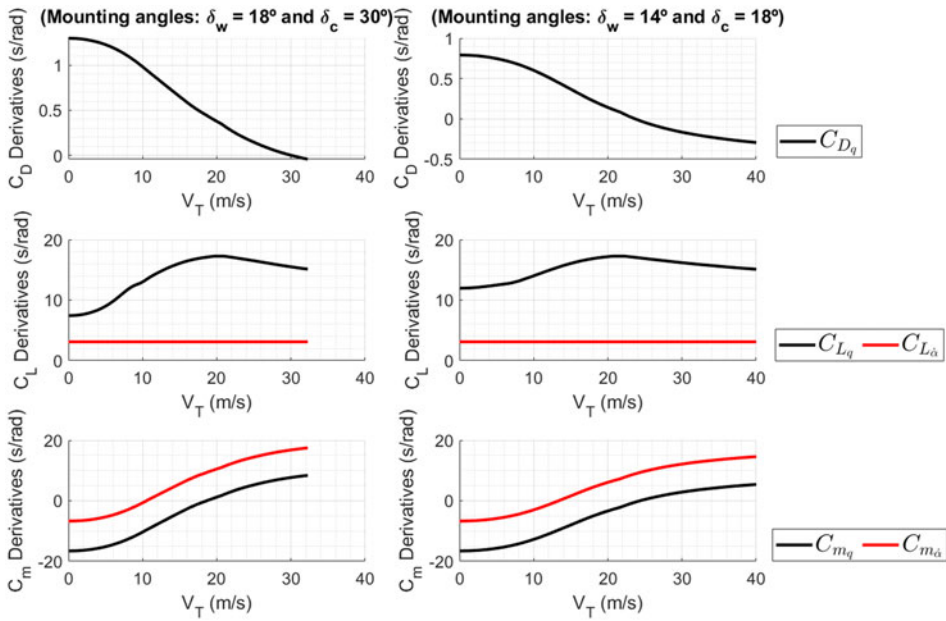 (Mounting angles: δw = 18º and δc = 30º)
(Mounting angles: δw = 14º and δc = 18º)
CD Derivatives (s/rad)
1
0.5
0
0 10 20 30 40
VT (m/s)
CD Derivatives (s/rad)
1
0.5
0
-0.5
0 10 20 30 40
VT (m/s)
CDq
CL Derivatives (s/rad)
20
10
0
0 10 20 30 40
VT (m/s)
CL Derivatives (s/rad)
20
10
0
0 10 20 30 40
VT (m/s)
CLq CLα̇
Cm Derivatives (s/rad)
20
0
-20
0 10 20 30 40
VT (m/s)
Cm Derivatives (s/rad)
20
0
-20
0 10 20 30 40
VT (m/s)
Cmq Cmα̇